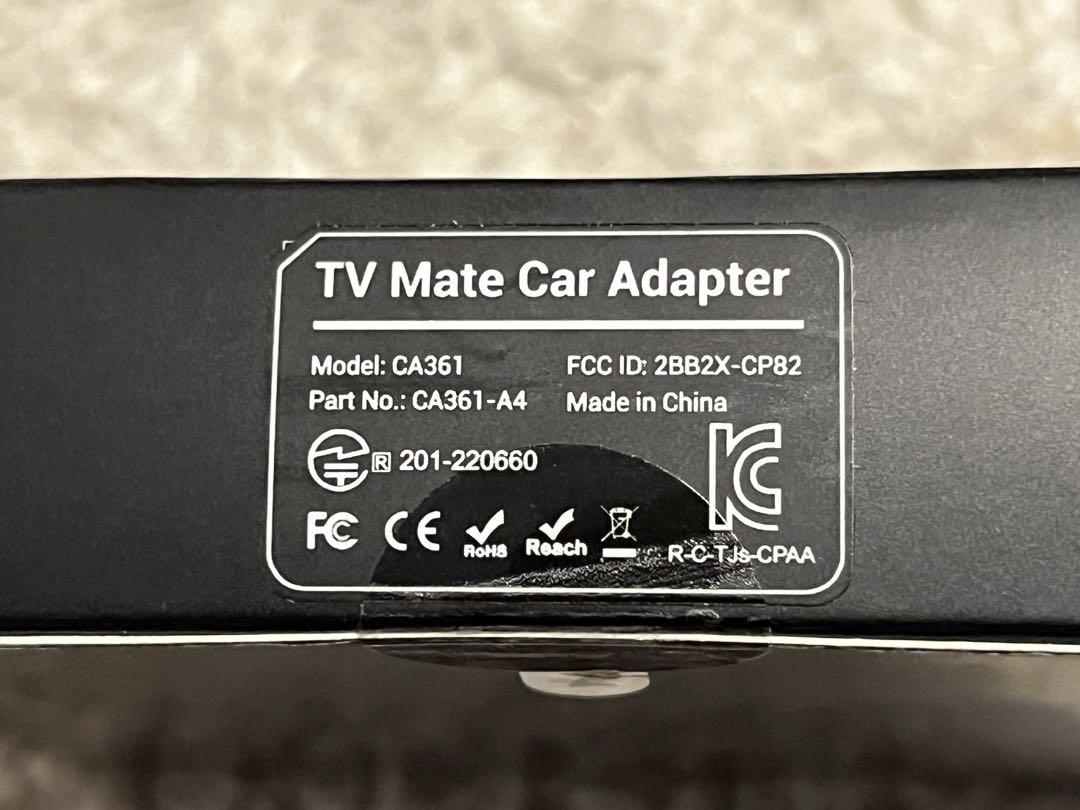 TV Mate Car Adapter
Model: CA361 FCC ID: 2BB2X-CP82
Part No.: CA361-A4 Made in China
R 201-220660
FC CE RoHS Reach KC
R-C-TJs-CPAA